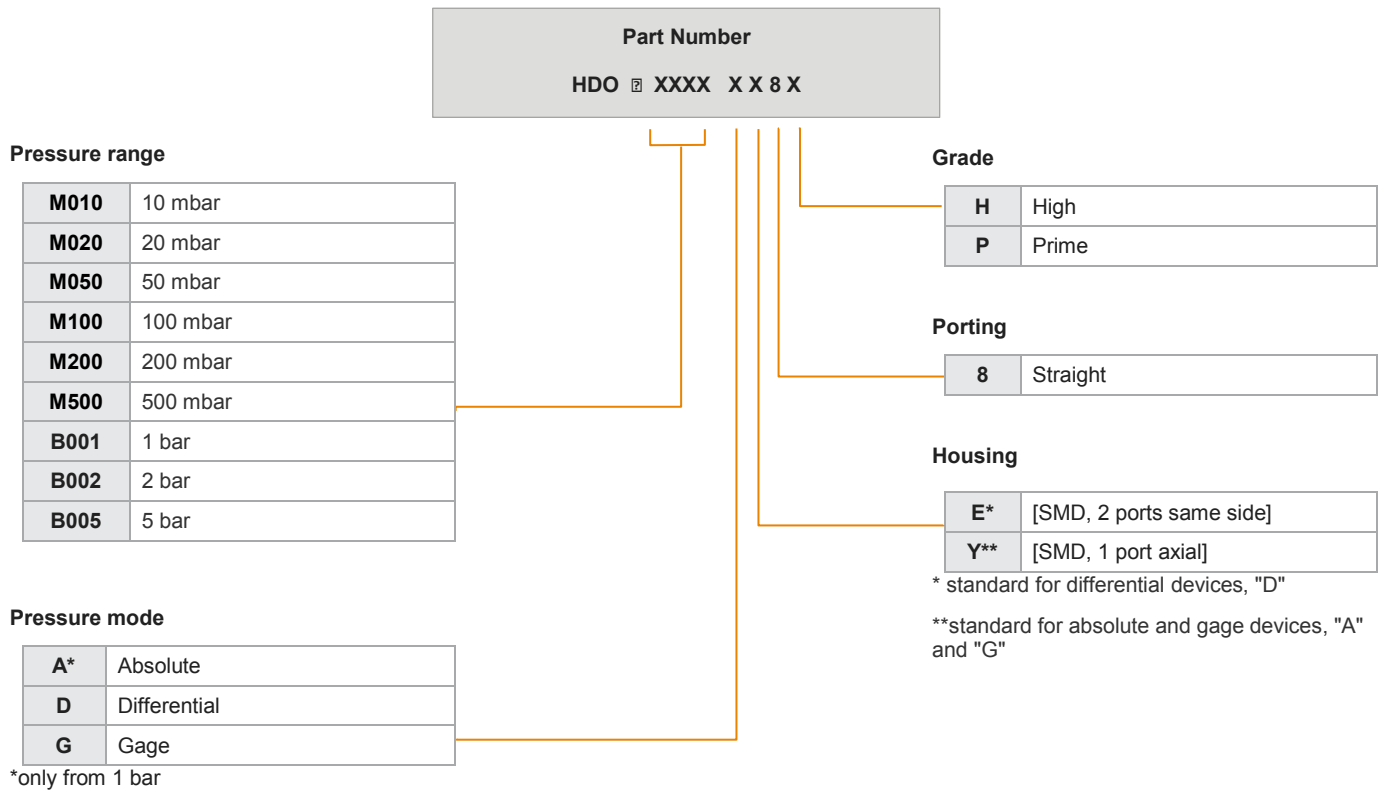 Part Number
HDO XXXX X X 8 X
Pressure range
M010 10 mbar
M020 20 mbar
M050 50 mbar
M100 100 mbar
M200 200 mbar
M500 500 mbar
B001 1 bar
B002 2 bar
B005 5 bar
Pressure mode
A* Absolute
D Differential
G Gage
*only from 1 bar
Grade
H High
P Prime
Porting
8 Straight
Housing
E* [SMD, 2 ports same side]
Y** [SMD, 1 port axial]
* standard for differential devices, "D"
**standard for absolute and gage devices, "A"
and "G"